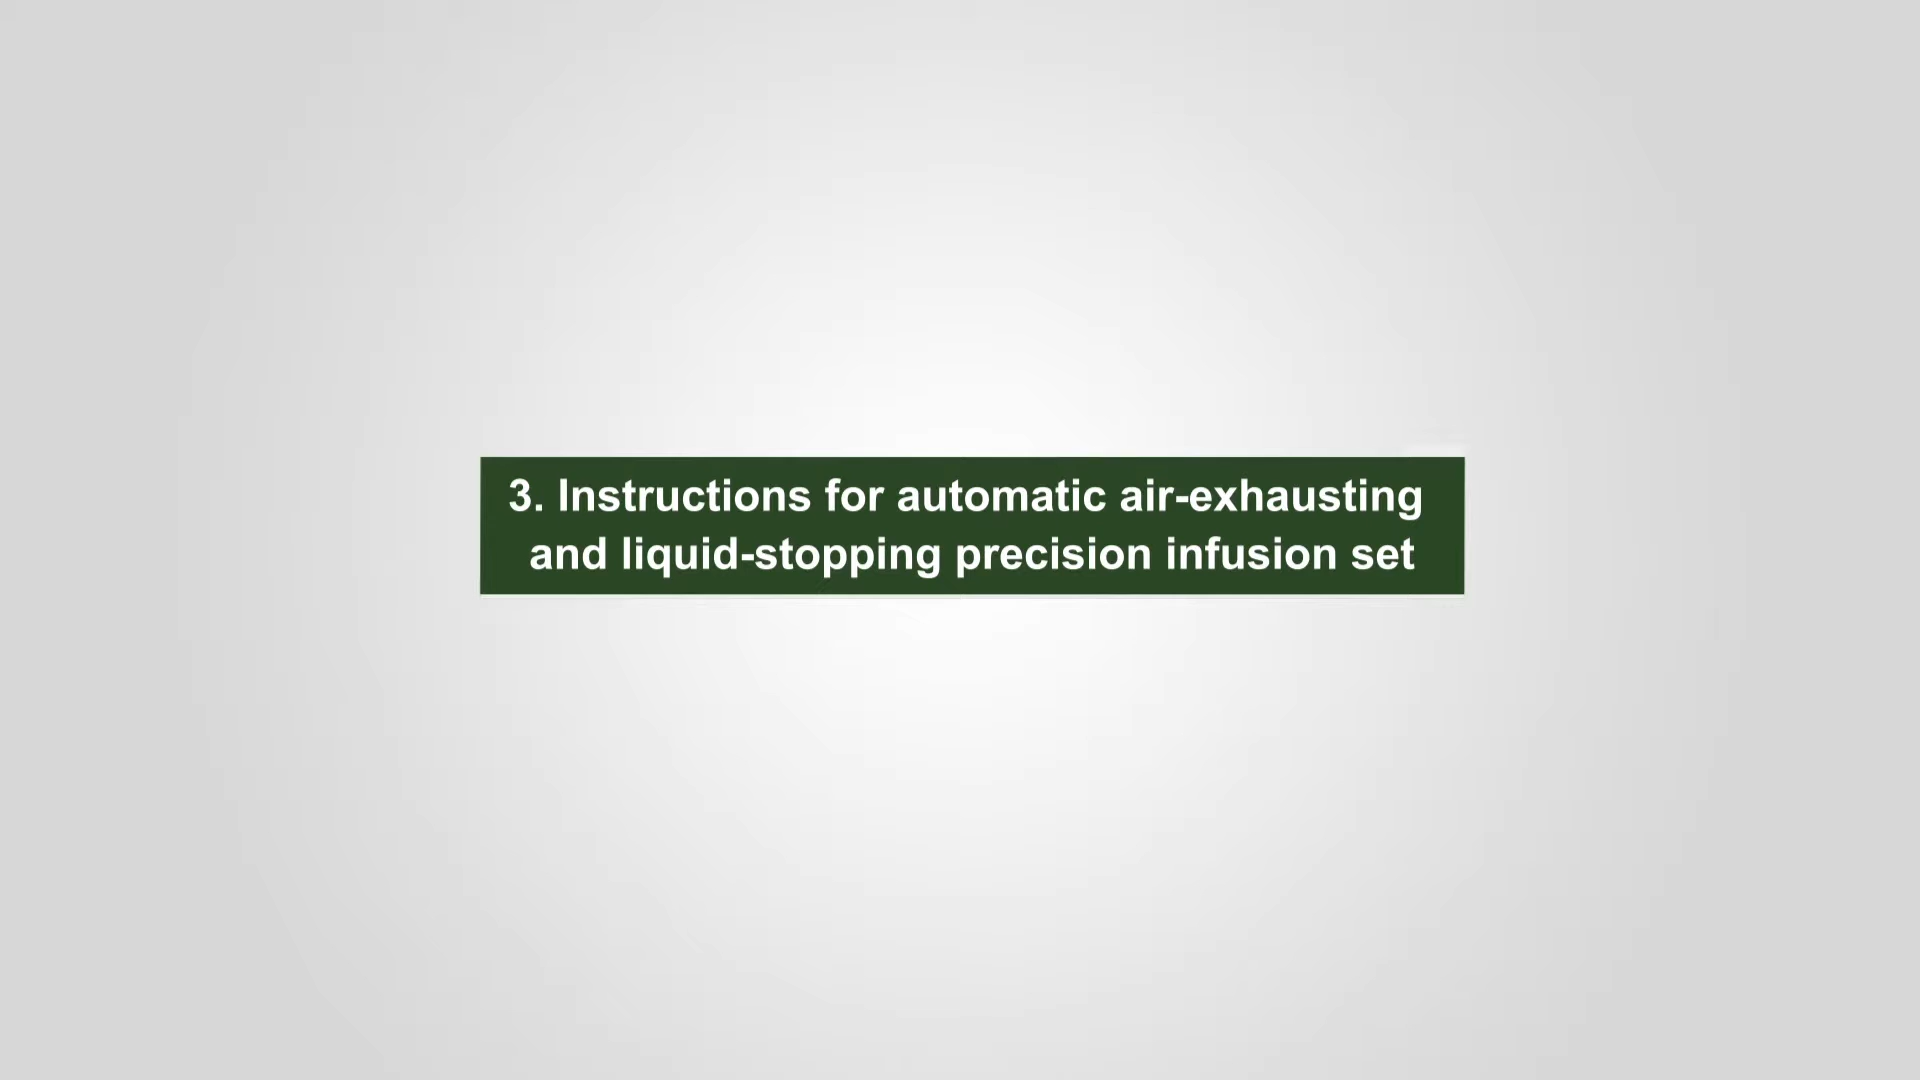 3. Instructions for automatic air-exhausting
and liquid-stopping precision infusion set